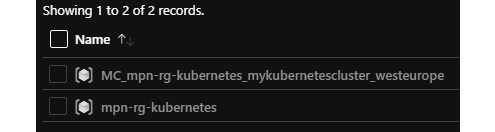 Showing 1 to 2 of 2 records.
Name ↑↓
MC_mpn-rg-kubernetes_mykubernetescluster_westeurope
mpn-rg-kubernetes